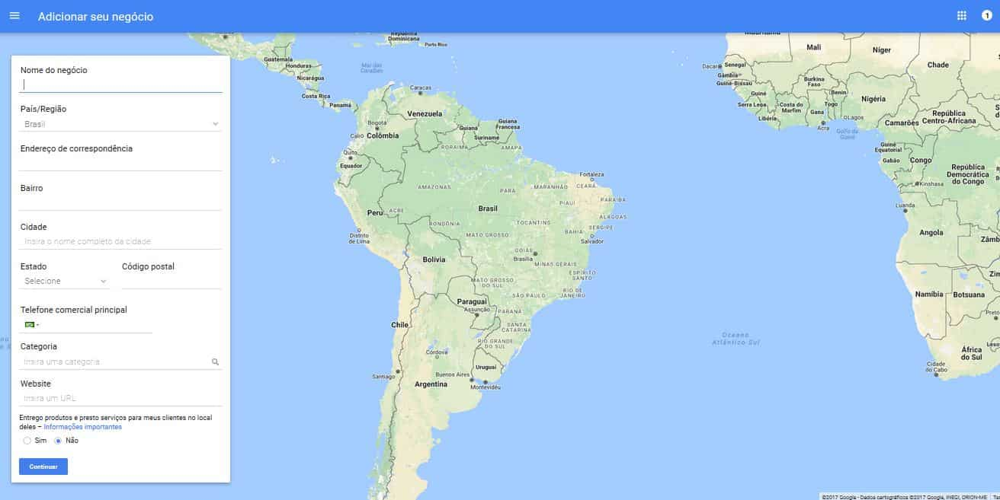 Adicionar seu negócio
1
Nome do negócio
País/Região
Brasil
Endereço de correspondência
Bairro
Cidade
Insira o nome completo da cidade
Estado
Código postal
Selecione
Telefone comercial principal
Categoria
Insira uma categoria
Website
Insira um URL
Entrego produtos e presto serviços para meus clientes no local
deles – Informações importantes
Sim
Não
Continuar
República
Dominicana
Porto Rico
Guatemala
Honduras
Nicarágua
Mar das
Caraíbas
Costa Rica
Panamá
Caracas
Venezuela
Bogotá
Cálio
Colômbia
Guiana
Guiana
Francesa
Suriname
RORAIMA
AMAPÁ
Quito
Equador
AMAZONAS
PARÁ
MARANHÃO
Fortaleza
CEARÁ
PIAUÍ
PARAÍBA
Peru
ACRE
Brasil
RONDÔNIA
TOCANTINS
ALAGOAS
SERGIPE
BAHIA
Salvador
Distrito
de Lima
MATO GROSSO
GOIÁS
Brasília
Bolívia
MINAS GERAIS
ESPÍRITO
SANTO
MATO GROSSO
DO SUL
SÃO PAULO
RIO DE
JANEIRO
Paraguai
Assunção
PARANÁ
Chile
SANTA
CATARINA
RIO GRANDE
DO SUL
Córdova
Uruguai
Santiago
Buenos Aires
Argentina
Montevidéu
Oceano
Atlântico Sul
Mauritânia
Mali
Níger
Chade
Dacar
Senegal
Gâmbia
Guiné-Bissau
Burkina
Faso
Guiné
Benin
Serra Leoa
Costa do
Marfim
Togo
Nigéria
Gana
Libéria
Acra
Lagos
Camarões
República
Centro-Africana
Golfo da
Guiné
Guiné
Equatorial
Gabão
Congo
República
Democrática
do Congo
Kinshasa
Luanda
Angola
Namíbia
Botsuana
África
do Sul
Cidade
do Cabo
©2017 Google - Dados cartográficos ©2017 Google, INEGI, ORION-ME